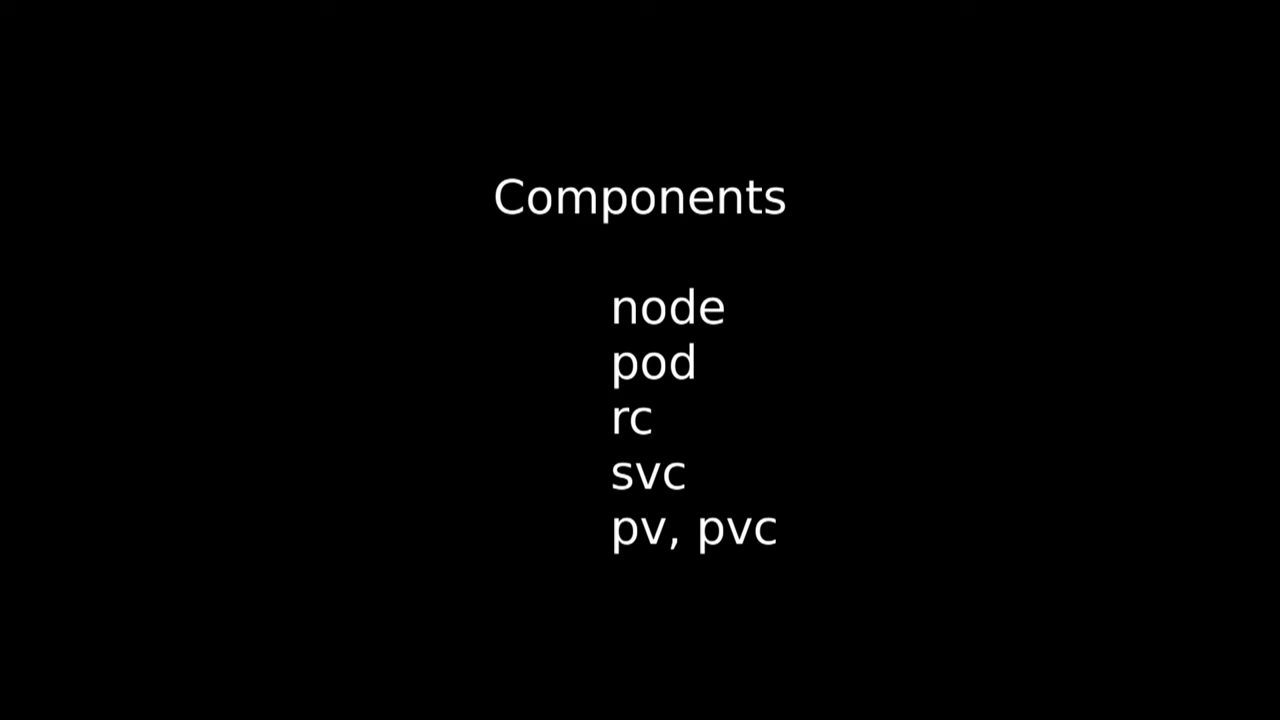 Components
node
pod
rc
svc
pv, pvc